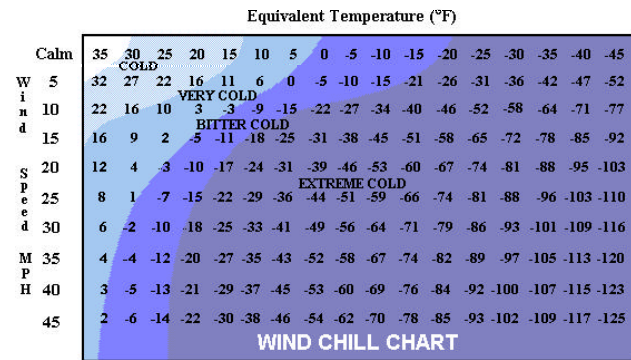 Equivalent Temperature (°F)
Calm 35 30 25 20 15 10 5 0 -5 -10 -15 -20 -25 -30 -35 -40 -45
COLD
5 32 27 22 16 11 6 0 -5 -10 -15 -21 -26 -31 -36 -42 -47 -52
VERY COLD
10 22 16 10 3 -3 -9 -15 -22 -27 -34 -40 -46 -52 -58 -64 -71 -77
BITTER COLD
15 16 9 2 -5 -11 -18 -25 -31 -38 -45 -51 -58 -65 -72 -78 -85 -92
20 12 4 -3 -10 -17 -24 -31 -39 -46 -53 -60 -67 -74 -81 -88 -95 -103
EXTREME COLD
25 8 1 -7 -15 -22 -29 -36 -44 -51 -59 -66 -74 -81 -88 -96 -103 -110
30 6 -2 -10 -18 -25 -33 -41 -49 -56 -64 -71 -79 -86 -93 -101 -109 -116
35 4 -4 -12 -20 -27 -35 -43 -52 -58 -67 -74 -82 -89 -97 -105 -113 -120
40 3 -5 -13 -21 -29 -37 -45 -53 -60 -69 -76 -84 -92 -100 -107 -115 -123
45 2 -6 -14 -22 -30 -38 -46 -54 -62 -70 -78 -85 -93 -102 -109 -117 -125
Wind Speed MPH
WIND CHILL CHART